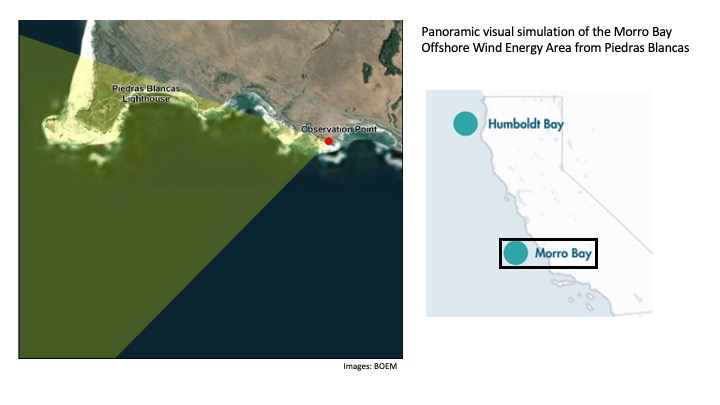 Panoramic visual simulation of the Morro Bay
Offshore Wind Energy Area from Piedras Blancas
Piedras Blancas
Lighthouse
Observation Point
Humboldt Bay
Morro Bay
Images: BOEM